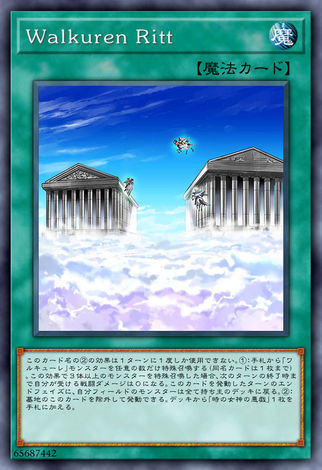 Walkuren Ritt
魔
【魔法カード】
このカード名の②の効果は1ターンに1度しか使用できない。①:手札から「ワ
ルキューレ」モンスターを任意の数だけ特殊召喚する(同名カードは1枚まで)
。この効果で3体以上のモンスターを特殊召喚した場合、次のターンの終了時ま
で自分が受ける戦闘ダメージは0になる。このカードを発動したターンのエン
ドフェイズに、自分フィールドのモンスターは全て持ち主のデッキに戻る。②:
墓地のこのカードを除外して発動できる。デッキから「時の女神の悪戯」1枚を
手札に加える。
65687442